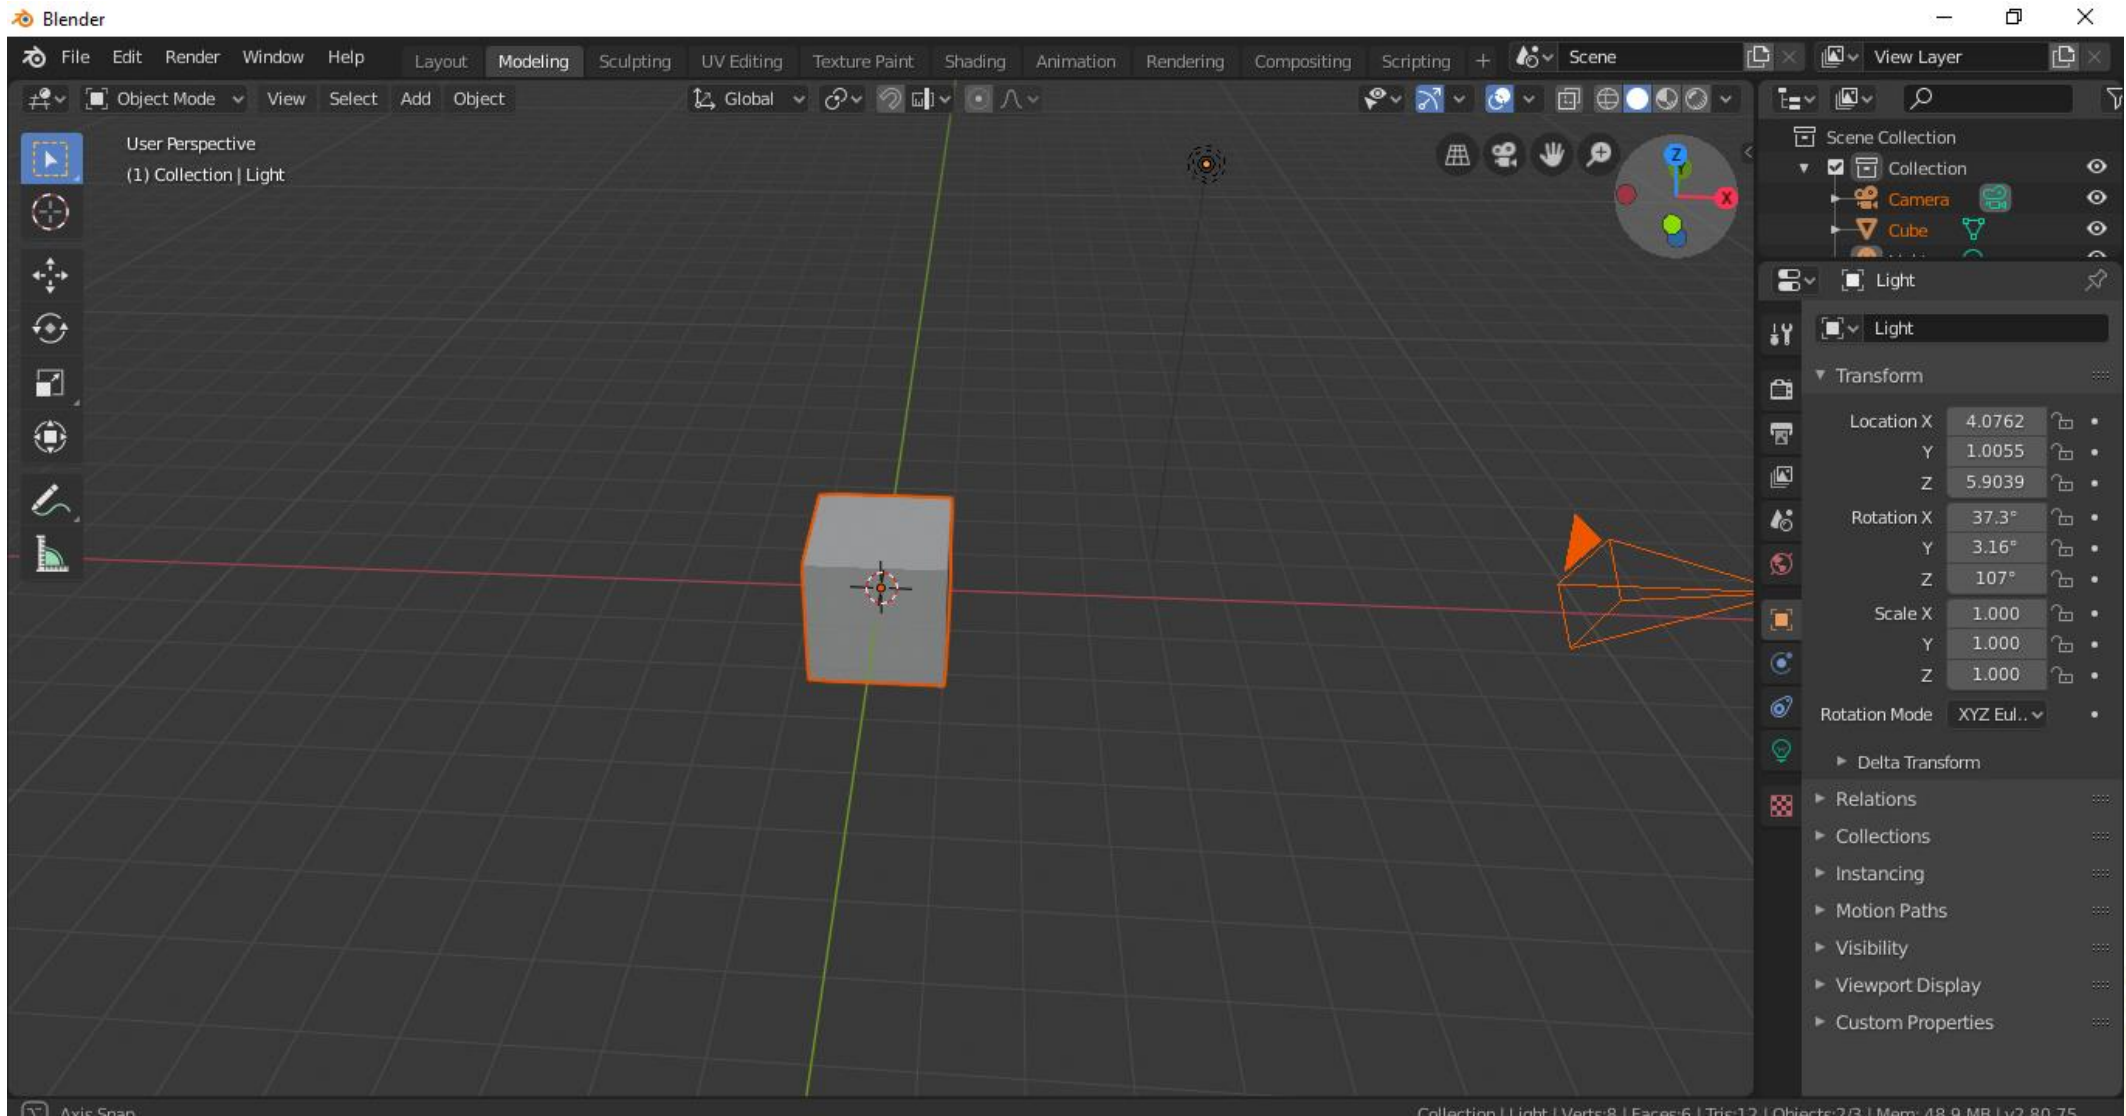 Blender
File Edit Render Window Help Layout Modeling Sculpting UV Editing Texture Paint Shading Animation Rendering Compositing Scripting + Scene View Layer
Object Mode View Select Add Object Global
User Perspective
(1) Collection | Light
Z
Y
X
Scene Collection
Collection
Camera
Cube
Light
Light
Transform
Location X 4.0762
Y 1.0055
Z 5.9039
Rotation X 37.3°
Y 3.16°
Z 107°
Scale X 1.000
Y 1.000
Z 1.000
Rotation Mode XYZ Eul..
Delta Transform
Relations
Collections
Instancing
Motion Paths
Visibility
Viewport Display
Custom Properties
Axis Snap
Collection | Light | Verts:8 | Faces:6 | Tris:12 | Objects:2/3 | Mem: 48.9 MB | v2.80.75